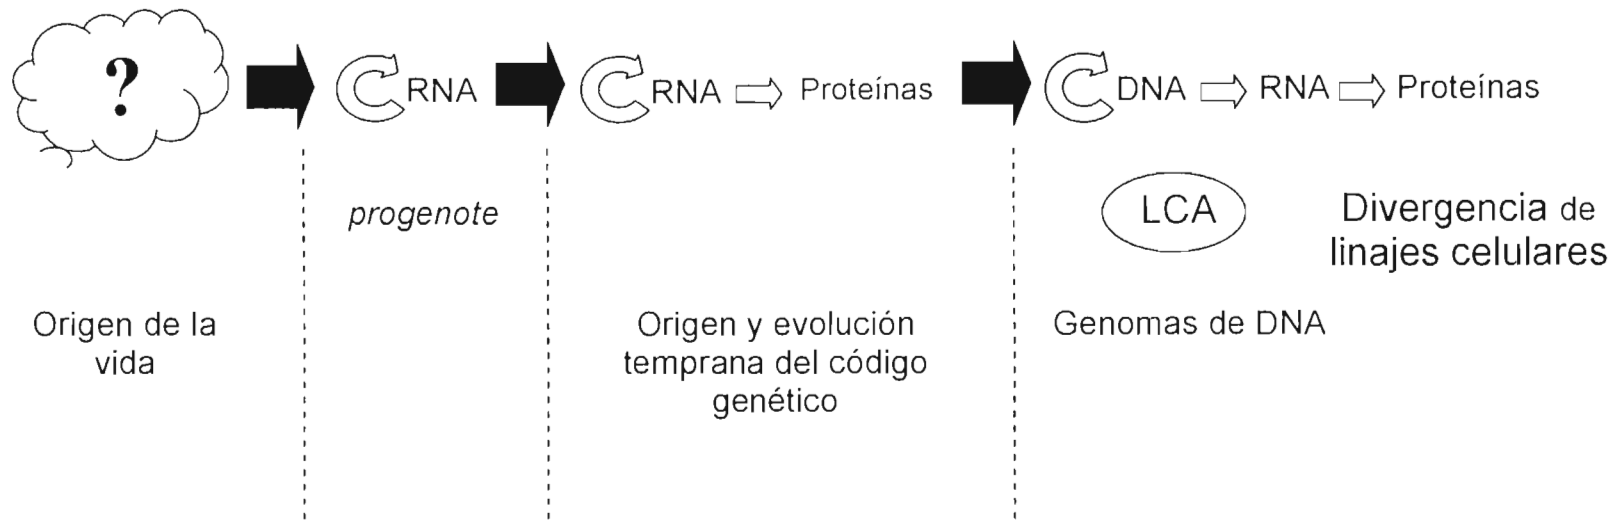 ?
RNA
RNA Proteínas
DNA RNA Proteínas
progenote
LCA
Divergencia de
linajes celulares
Origen de la
vida
Origen y evolución
temprana del código
genético
Genomas de DNA